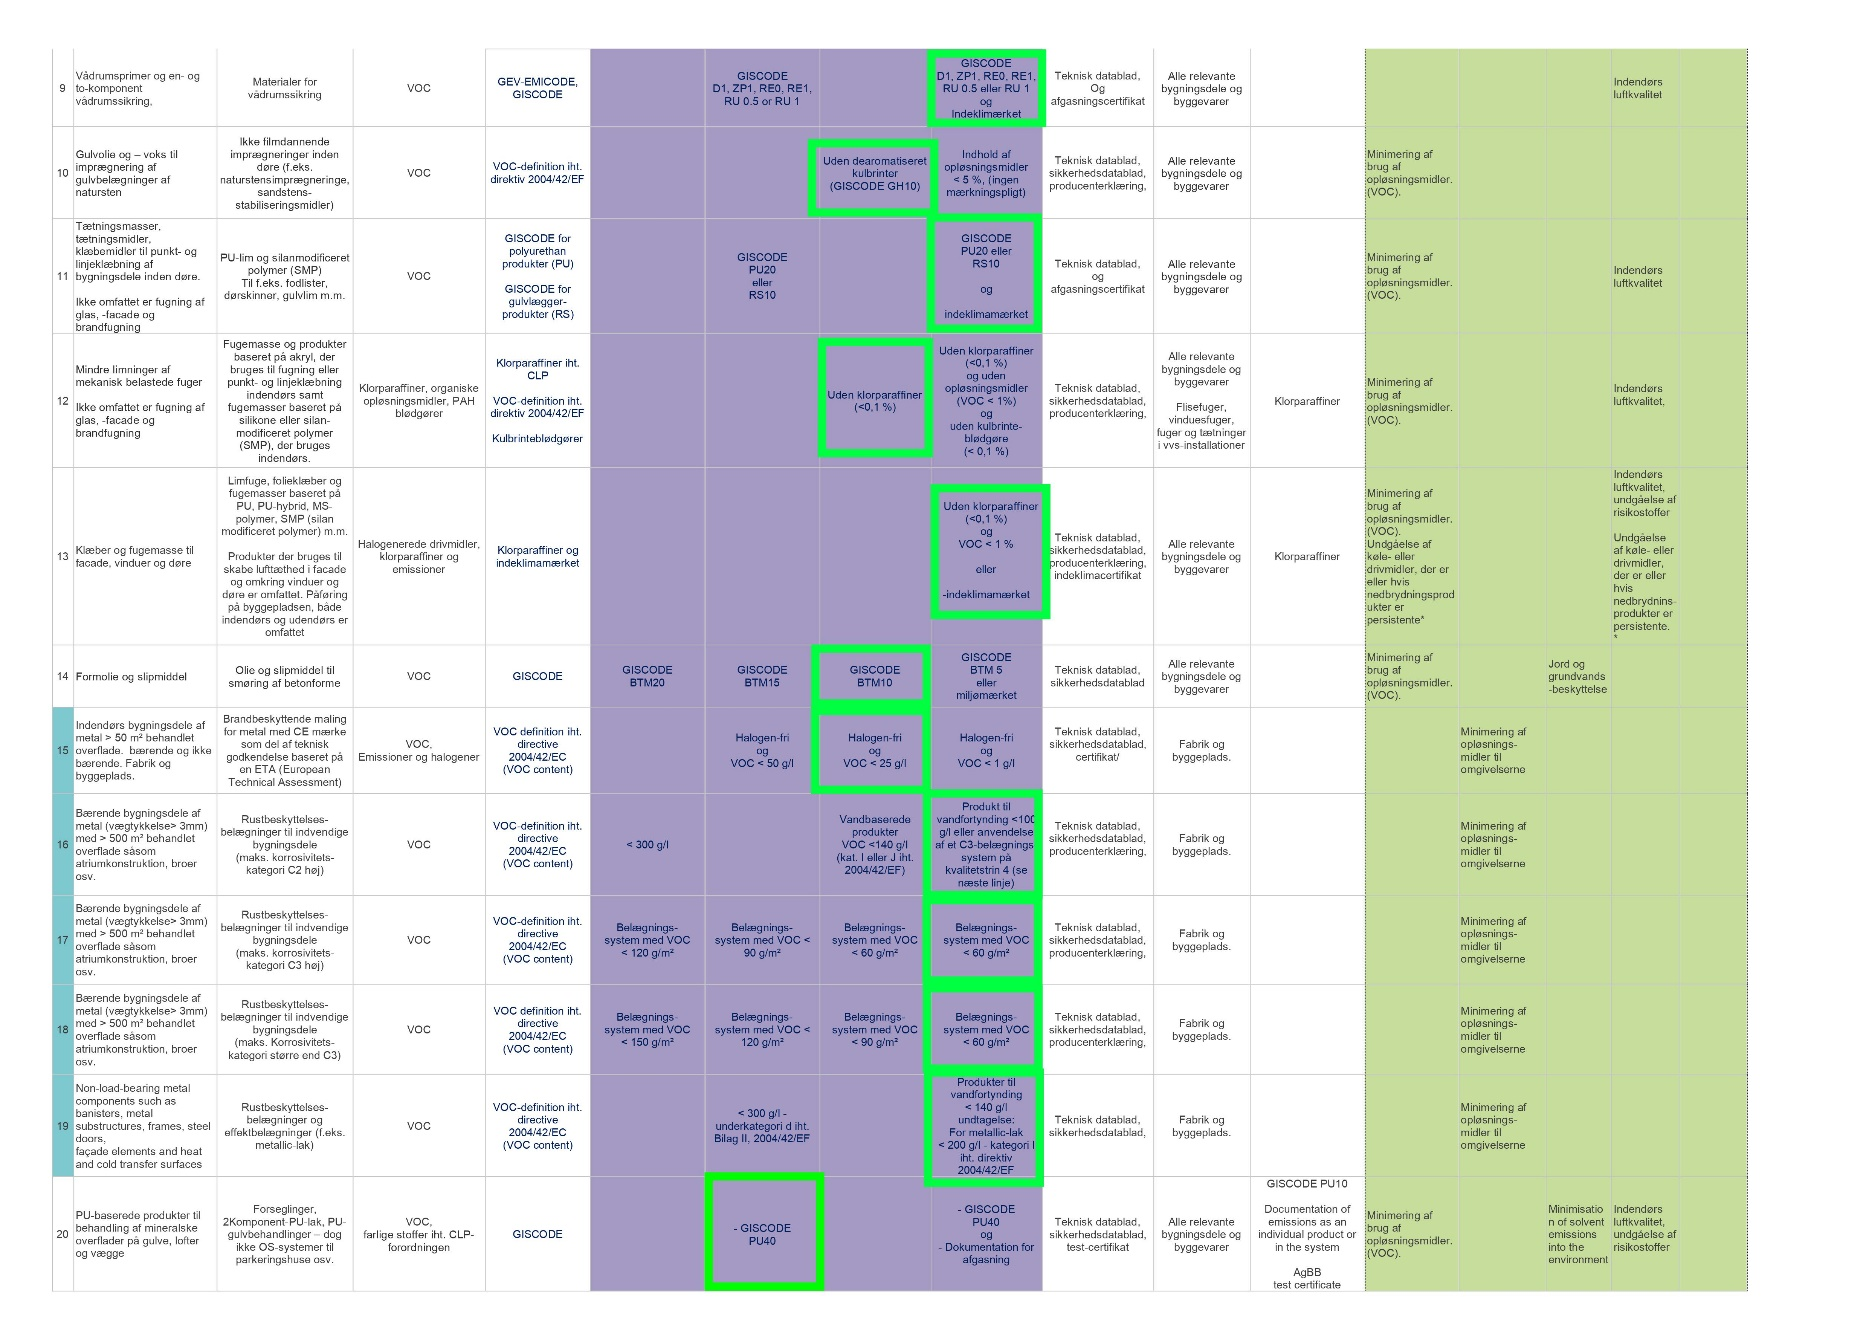 9
Vådrumsprimer og en- og
to-komponent
vådrumssikring,
Materialer for
vådrumssikring
VOC
GEV-EMICODE,
GISCODE
GISCODE
D1, ZP1, RE0, RE1,
RU 0.5 or RU 1
GISCODE
D1, ZP1, RE0, RE1,
RU 0.5 eller RU 1
og
Indeklimærket
Teknisk datablad,
Og
afgasningscertifikat
Alle relevante
bygningsdele og
byggevarer
Indendørs
luftkvalitet
10
Gulvolie og – voks til
imprægnering af
gulvbelægninger af
natursten
Ikke filmdannende
imprægneringer inden
døre (f.eks.
naturstensimprægneringe,
sandstens-
stabiliseringsmidler)
VOC
VOC-definition iht.
direktiv 2004/42/EF
Uden dearomatiseret
kulbrinter
(GISCODE GH10)
Indhold af
opløsningsmidler
< 5 %, (ingen
mærkningspligt)
Teknisk datablad,
sikkerhedsdatablad,
producenterklæring,
Alle relevante
bygningsdele og
byggevarer
Minimering af
brug af
opløsningsmidler.
(VOC).
11
Tætningsmasser,
tætningsmidler,
klæbemidler til punkt- og
linjeklæbning af
bygningsdele inden døre.
Ikke omfattet er fugning af
glas, -facade og
brandfugning
PU-lim og silanmodificeret
polymer (SMP)
Til f.eks. fodlister,
dørskinner, gulvlim m.m.
VOC
GISCODE for
polyurethan
produkter (PU)
GISCODE for
gulvlægger-
produkter (RS)
GISCODE
PU20
eller
RS10
GISCODE
PU20 eller
RS10
og
indeklimamærket
Teknisk datablad,
og
afgasningscertifikat
Alle relevante
bygningsdele og
byggevarer
Minimering af
brug af
opløsningsmidler.
(VOC).
Indendørs
luftkvalitet
12
Mindre limninger af
mekanisk belastede fuger
Ikke omfattet er fugning af
glas, -facade og
brandfugning
Fugemasse og produkter
baseret på akryl, der
bruges til fugning eller
punkt- og linjeklæbning
indendørs samt
fugemasser baseret på
silikone eller silan-
modificeret polymer
(SMP), der bruges
indendørs.
Klorparaffiner, organiske
opløsningsmidler, PAH
blødgører
Klorparaffiner iht.
CLP
VOC-definition iht.
direktiv 2004/42/EF
Kulbrinteblødgører
Uden klorparaffiner
(<0,1 %)
Uden klorparaffiner
(<0,1 %)
og uden
opløsningsmidler
(VOC < 1%)
og
uden kulbrinte-
blødgøre
(< 0,1 %)
Teknisk datablad,
sikkerhedsdatablad,
producenterklæring,
Alle relevante
bygningsdele og
byggevarer
Flisefuger,
vinduesfuger,
fuger og tætninger
i vvs-installationer
Klorparaffiner
Minimering af
brug af
opløsningsmidler.
(VOC).
Indendørs
luftkvalitet,
13
Klæber og fugemasse til
facade, vinduer og døre
Limfuge, folieklæber og
fugemasser baseret på
PU, PU-hybrid, MS-
polymer, SMP (silan
modificeret polymer) m.m.
Produkter der bruges til
skabe lufttæthed i facade
og omkring vinduer og
døre er omfattet. Påføring
på byggepladsen, både
indendørs og udendørs er
omfattet
Halogenerede drivmidler,
klorparaffiner og
emissioner
Klorparaffiner og
indeklimamærket
Uden klorparaffiner
(<0,1 %)
og
VOC < 1 %
eller
-indeklimamærket
Teknisk datablad,
sikkerhedsdatablad,
producenterklæring,
indeklimacertifikat
Alle relevante
bygningsdele og
byggevarer
Klorparaffiner
Minimering af
brug af
opløsningsmidler.
(VOC).
Undgåelse af
køle- eller
drivmidler, der er
eller hvis
nedbrydningsprod
ukter er
persistente*
Indendørs
luftkvalitet,
undgåelse af
risikostoffer
Undgåelse
af køle- eller
drivmidler,
der er eller
hvis
nedbrydnins-
produkter er
persistente.
*
14
Formolie og slipmiddel
Olie og slipmiddel til
smøring af betonforme
VOC
GISCODE
GISCODE
BTM20
GISCODE
BTM15
GISCODE
BTM10
GISCODE
BTM 5
eller
miljømærket
Teknisk datablad,
sikkerhedsdatablad
Alle relevante
bygningsdele og
byggevarer
Minimering af
brug af
opløsningsmidler.
(VOC).
Jord og
grundvands
-beskyttelse
15
Indendørs bygningsdele af
metal > 50 m² behandlet
overflade. bærende og ikke
bærende. Fabrik og
byggeplads.
Brandbeskyttende maling
for metal med CE mærke
som del af teknisk
godkendelse baseret på
en ETA (European
Technical Assessment)
VOC,
Emissioner og halogener
VOC definition iht.
directive
2004/42/EC
(VOC content)
Halogen-fri
og
VOC < 50 g/l
Halogen-fri
og
VOC < 25 g/l
Halogen-fri
og
VOC < 1 g/l
Teknisk datablad,
sikkerhedsdatablad,
certifikat/
Fabrik og
byggeplads.
Minimering af
opløsnings-
midler til
omgivelserne
16
Bærende bygningsdele af
metal (vægtykkelse> 3mm)
med > 500 m² behandlet
overflade såsom
atriumkonstruktion, broer
osv.
Rustbeskyttelses-
belægninger til indvendige
bygningsdele
(maks. korrosivitets-
kategori C2 høj)
VOC
VOC-definition iht.
directive
2004/42/EC
(VOC content)
< 300 g/l
Vandbaserede
produkter
VOC <140 g/l
(kat. I eller J iht.
2004/42/EF)
Produkt til
vandfortynding <100
g/l eller anvendelse
af et C3-belægnings
system på
kvalitetstrin 4 (se
næste linje)
Teknisk datablad,
sikkerhedsdatablad,
producenterklæring,
Fabrik og
byggeplads.
Minimering af
opløsnings-
midler til
omgivelserne
17
Bærende bygningsdele af
metal (vægtykkelse> 3mm)
med > 500 m² behandlet
overflade såsom
atriumkonstruktion, broer
osv.
Rustbeskyttelses-
belægninger til indvendige
bygningsdele
(maks. korrosivitets-
kategori C3 høj)
VOC
VOC-definition iht.
directive
2004/42/EC
(VOC content)
Belægnings-
system med VOC
< 120 g/m²
Belægnings-
system med VOC <
90 g/m²
Belægnings-
system med VOC
< 60 g/m²
Belægnings-
system med VOC
< 60 g/m²
Teknisk datablad,
sikkerhedsdatablad,
producenterklæring,
Fabrik og
byggeplads.
Minimering af
opløsnings-
midler til
omgivelserne
18
Bærende bygningsdele af
metal (vægtykkelse> 3mm)
med > 500 m² behandlet
overflade såsom
atriumkonstruktion, broer
osv.
Rustbeskyttelses-
belægninger til indvendige
bygningsdele
(maks. Korrosivitets-
kategori større end C3)
VOC
VOC definition iht.
directive
2004/42/EC
(VOC content)
Belægnings-
system med VOC
< 150 g/m²
Belægnings-
system med VOC <
120 g/m²
Belægnings-
system med VOC
< 90 g/m²
Belægnings-
system med VOC
< 60 g/m²
Teknisk datablad,
sikkerhedsdatablad,
producenterklæring,
Fabrik og
byggeplads.
Minimering af
opløsnings-
midler til
omgivelserne
19
Non-load-bearing metal
components such as
banisters, metal
substructures, frames, steel
doors,
façade elements and heat
and cold transfer surfaces
Rustbeskyttelses-
belægninger og
effektbelægninger (f.eks.
metallic-lak)
VOC
VOC-definition iht.
directive
2004/42/EC
(VOC content)
< 300 g/l -
underkategori d iht.
Bilag II, 2004/42/EF
Produkter til
vandfortynding
< 140 g/l
undtagelse:
For metallic-lak
< 200 g/l - kategori l
iht. direktiv
2004/42/EF
Teknisk datablad,
sikkerhedsdatablad,
Fabrik og
byggeplads.
Minimering af
opløsnings-
midler til
omgivelserne
20
PU-baserede produkter til
behandling af mineralske
overflader på gulve, lofter
og vægge
Forseglinger,
2Komponent-PU-lak, PU-
gulvbehandlinger – dog
ikke OS-systemer til
parkeringshuse osv.
VOC,
farlige stoffer iht. CLP-
forordningen
GISCODE
- GISCODE
PU40
- GISCODE
PU40
og
- Dokumentation for
afgasning
Teknisk datablad,
sikkerhedsdatablad,
test-certifikat
Alle relevante
bygningsdele og
byggevarer
GISCODE PU10
Documentation of
emissions as an
individual product or
in the system
AgBB
test certificate
Minimering af
brug af
opløsningsmidler.
(VOC).
Minimisatio
n of solvent
emissions
into the
environment
Indendørs
luftkvalitet,
undgåelse af
risikostoffer